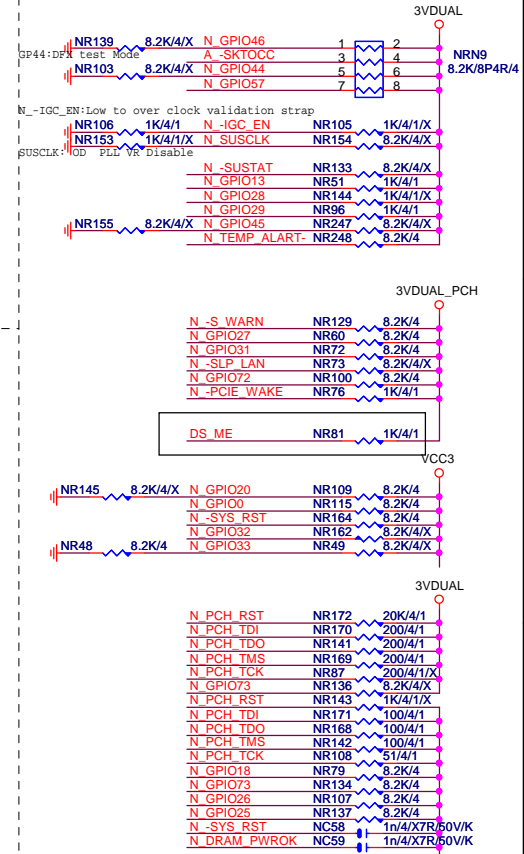 3VDUAL
NR139 8.2K/4/X N_GPIO46 1 2
GP44:DFX test Mode A_-SKTOCC 3 4 NRN9
NR103 8.2K/4/X N_GPIO44 5 6 8.2K/8P4R/4
N_GPIO57 7 8
N_-IGC_EN:Low to over clock validation strap
NR106 1K/4/1 N_-IGC_EN NR105 1K/4/1/X
NR153 1K/4/1/X N_SUSCLK NR154 8.2K/4/X
SUSCLK: OD PLL VR Disable
N_-SUSTAT NR133 8.2K/4/X
N_GPIO13 NR51 1K/4/1
N_GPIO28 NR144 1K/4/1/X
N_GPIO29 NR96 1K/4/1
NR155 8.2K/4/X N_GPIO45 NR247 8.2K/4/X
N_TEMP_ALART- NR248 8.2K/4
3VDUAL_PCH
N_-S_WARN NR129 8.2K/4
N_GPIO27 NR60 8.2K/4
N_GPIO31 NR72 8.2K/4
N_-SLP_LAN NR73 8.2K/4/X
N_GPIO72 NR100 8.2K/4
N_-PCIE_WAKE NR76 1K/4/1
DS_ME NR81 1K/4/1
VCC3
NR145 8.2K/4/X N_GPIO20 NR109 8.2K/4
N_GPIO0 NR115 8.2K/4
N_-SYS_RST NR164 8.2K/4
N_GPIO32 NR162 8.2K/4/X
NR48 8.2K/4 N_GPIO33 NR49 8.2K/4/X
3VDUAL
N_PCH_RST NR172 20K/4/1
N_PCH_TDI NR170 200/4/1
N_PCH_TDO NR141 200/4/1
N_PCH_TMS NR169 200/4/1
N_PCH_TCK NR87 200/4/1/X
N_GPIO73 NR136 8.2K/4/X
N_PCH_RST NR143 1K/4/1/X
N_PCH_TDI NR171 100/4/1
N_PCH_TDO NR168 100/4/1
N_PCH_TMS NR142 100/4/1
N_PCH_TCK NR108 51/4/1
N_GPIO18 NR79 8.2K/4
N_GPIO73 NR134 8.2K/4
N_GPIO26 NR107 8.2K/4
N_GPIO25 NR137 8.2K/4
N_-SYS_RST NC58 1n/4/X7R/50V/K
N_DRAM_PWROK NC59 1n/4/X7R/50V/K